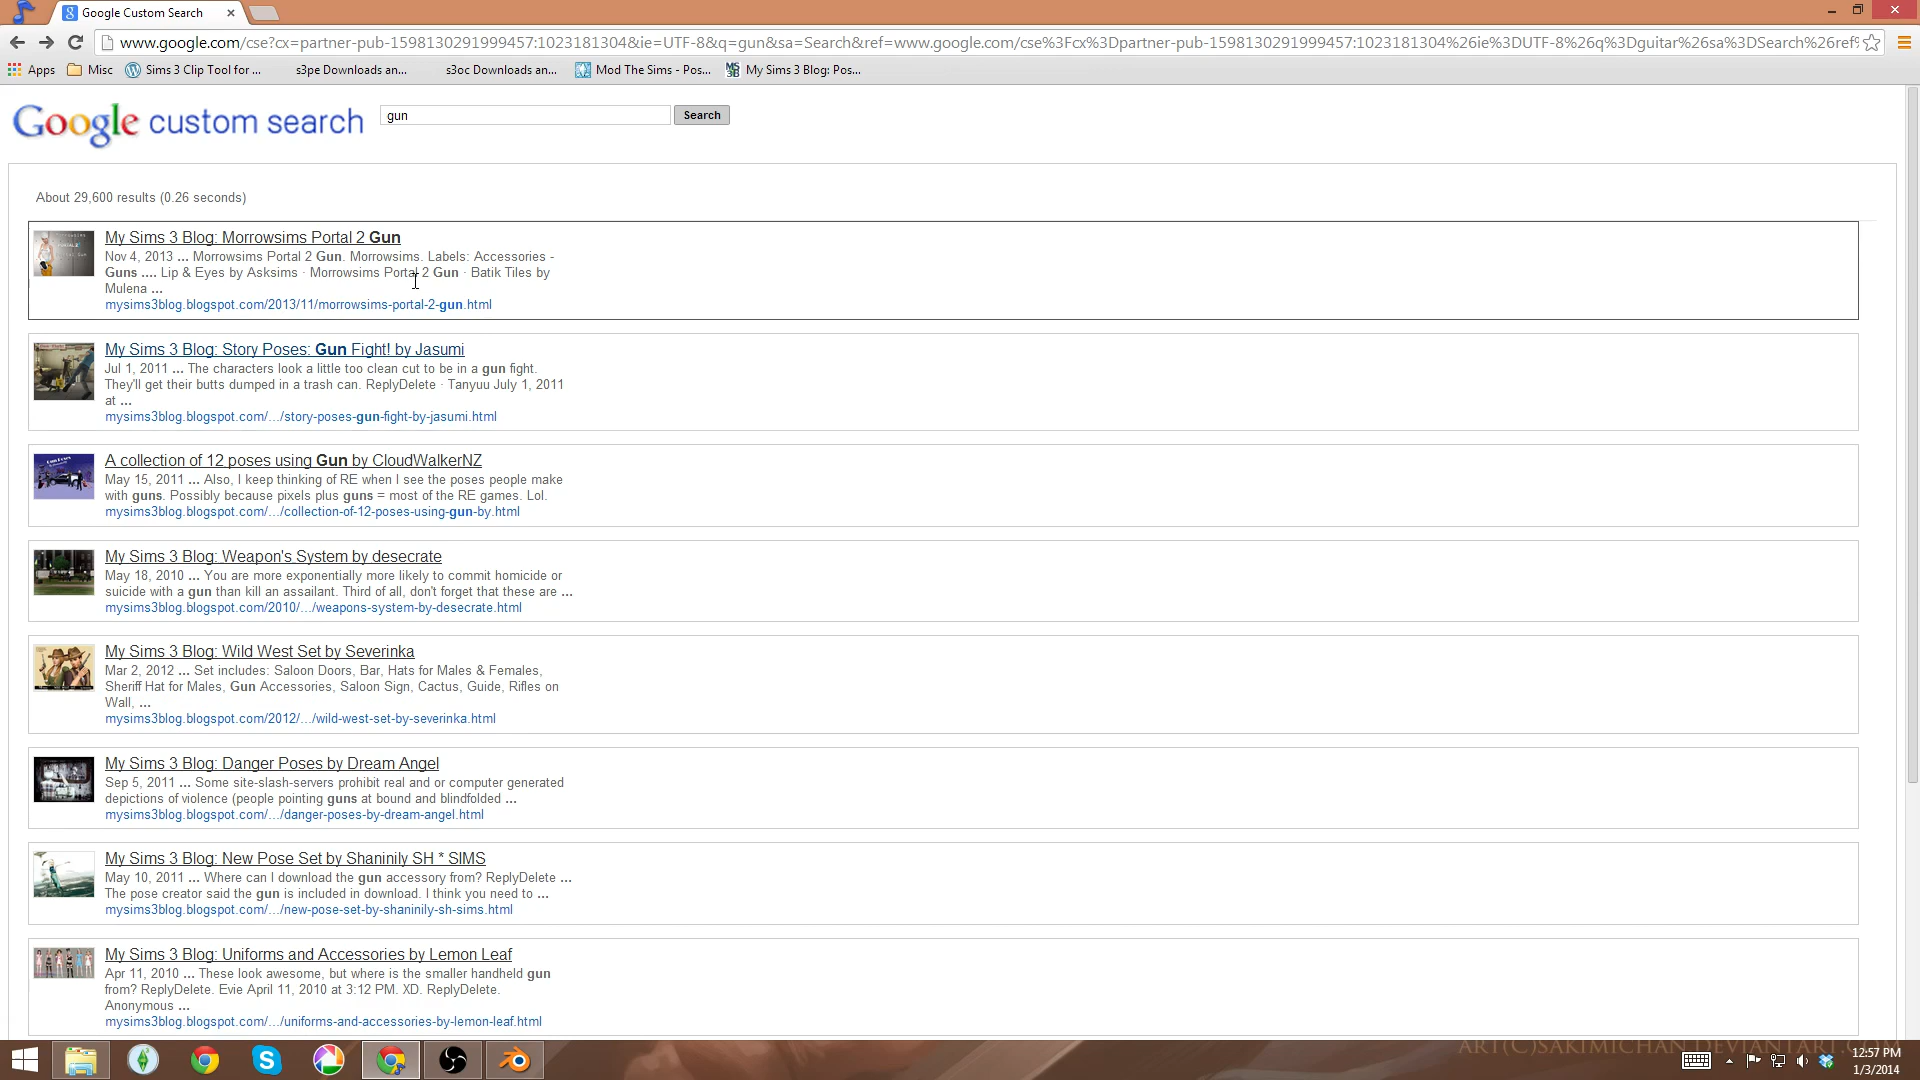 Google Custom Search
www.google.com/cse?cx=partner-pub-1598130291999457:1023181304&ie=UTF-8&q=gun&sa=Search&ref=www.google.com/cse%3Fcx%3Dpartner-pub-1598130291999457:1023181304%26ie%3DUTF-8%26q%3Dguitar%26sa%3DSearch%26ref%
Apps Misc Sims 3 Clip Tool for ... s3pe Downloads an... s3oc Downloads an... Mod The Sims - Pos... My Sims 3 Blog: Pos...
Google custom search gun Search
About 29,600 results (0.26 seconds)
My Sims 3 Blog: Morrowsims Portal 2 Gun
Nov 4, 2013 ... Morrowsims Portal 2 Gun. Morrowsims. Labels: Accessories -
Guns .... Lip & Eyes by Asksims · Morrowsims Portal 2 Gun · Batik Tiles by
Mulena ...
mysims3blog.blogspot.com/2013/11/morrowsims-portal-2-gun.html
My Sims 3 Blog: Story Poses: Gun Fight! by Jasumi
Jul 1, 2011 ... The characters look a little too clean cut to be in a gun fight.
They'll get their butts dumped in a trash can. ReplyDelete · Tanyuu July 1, 2011
at ...
mysims3blog.blogspot.com/.../story-poses-gun-fight-by-jasumi.html
A collection of 12 poses using Gun by CloudWalkerNZ
May 15, 2011 ... Also, I keep thinking of RE when I see the poses people make
with guns. Possibly because pixels plus guns = most of the RE games. Lol.
mysims3blog.blogspot.com/.../collection-of-12-poses-using-gun-by.html
My Sims 3 Blog: Weapon's System by desecrate
May 18, 2010 ... You are more exponentially more likely to commit homicide or
suicide with a gun than kill an assailant. Third of all, don't forget that these are ...
mysims3blog.blogspot.com/2010/.../weapons-system-by-desecrate.html
My Sims 3 Blog: Wild West Set by Severinka
Mar 2, 2012 ... Set includes: Saloon Doors, Bar, Hats for Males & Females,
Sheriff Hat for Males, Gun Accessories, Saloon Sign, Cactus, Guide, Rifles on
Wall, ...
mysims3blog.blogspot.com/2012/.../wild-west-set-by-severinka.html
My Sims 3 Blog: Danger Poses by Dream Angel
Sep 5, 2011 ... Some site-slash-servers prohibit real and or computer generated
depictions of violence (people pointing guns at bound and blindfolded ...
mysims3blog.blogspot.com/.../danger-poses-by-dream-angel.html
My Sims 3 Blog: New Pose Set by Shaninily SH * SIMS
May 10, 2011 ... Where can I download the gun accessory from? ReplyDelete ...
The pose creator said the gun is included in download. I think you need to ...
mysims3blog.blogspot.com/.../new-pose-set-by-shaninily-sh-sims.html
My Sims 3 Blog: Uniforms and Accessories by Lemon Leaf
Apr 11, 2010 ... These look awesome, but where is the smaller handheld gun
from? ReplyDelete. Evie April 11, 2010 at 3:12 PM. XD. ReplyDelete.
Anonymous ...
mysims3blog.blogspot.com/.../uniforms-and-accessories-by-lemon-leaf.html
ART(C)SAKIMICHAN.DEVIANTART.COM
12:57 PM
1/3/2014